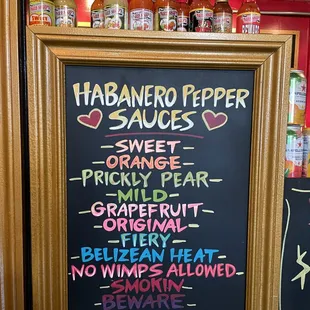 HABANERO PEPPER
SAUCES
SWEET
ORANGE
PRICKLY PEAR
MILD
GRAPEFRUIT
ORIGINAL
FIERY
BELIZEAN HEAT
NO WIMPS ALLOWED
SMOKIN
BEWARE